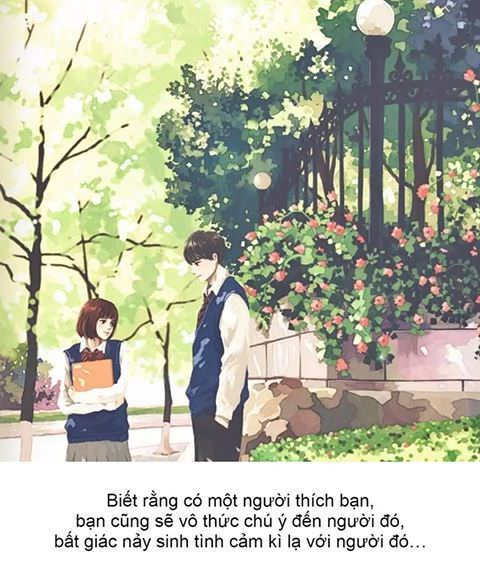 Biết rằng có một người thích bạn,
bạn cũng sẽ vô thức chú ý đến người đó,
bất giác nảy sinh tình cảm kì lạ với người đó…